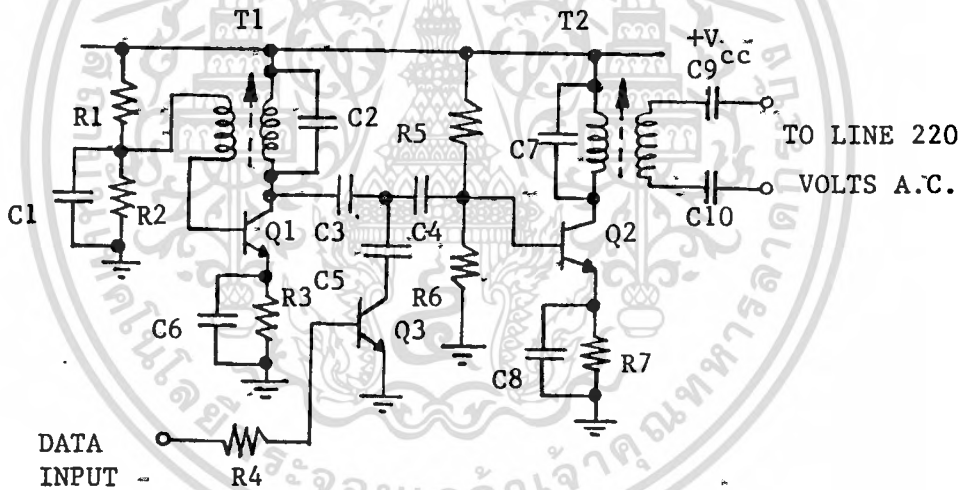 T1
T2
+Vcc
R1
C2
R5
C7
C9
TO LINE 220
VOLTS A.C.
C10
C1
R2
Q1
C3
C4
Q2
C5
R3
R6
C6
Q3
C8
R7
DATA
INPUT
R4